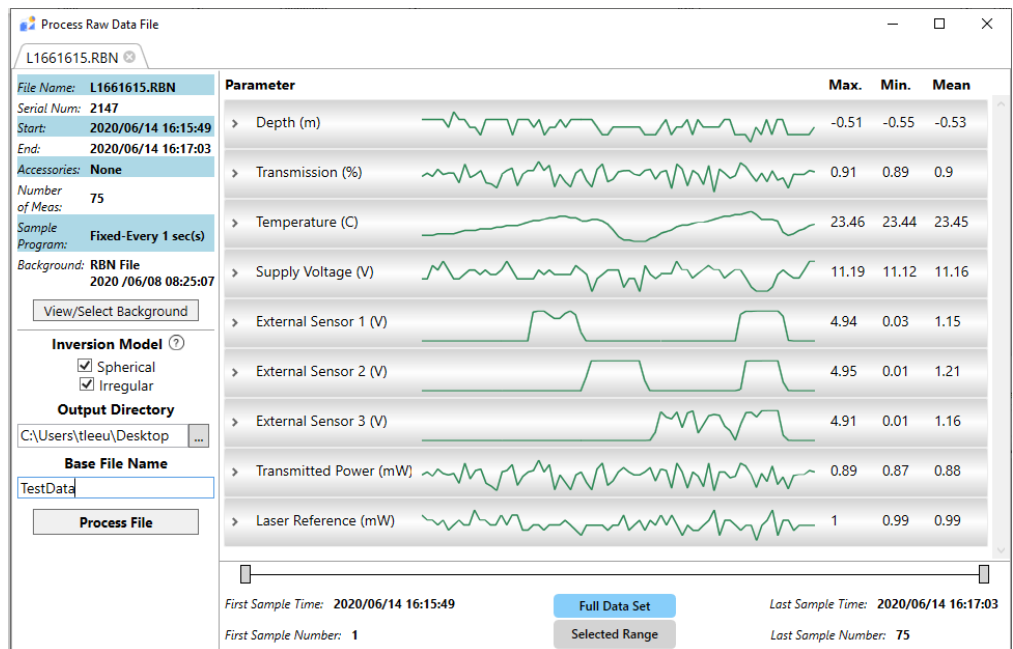 Process Raw Data File
L1661615.RBN
File Name: L1661615.RBN
Serial Num: 2147
Start: 2020/06/14 16:15:49
End: 2020/06/14 16:17:03
Accessories: None
Number
of Meas: 75
Sample
Program: Fixed-Every 1 sec(s)
Background: RBN File
2020 /06/08 08:25:07
View/Select Background
Inversion Model ?
Spherical
Irregular
Output Directory
C:\Users\tleeu\Desktop ...
Base File Name
TestData
Process File
Parameter Max. Min. Mean
Depth (m) -0.51 -0.55 -0.53
Transmission (%) 0.91 0.89 0.9
Temperature (C) 23.46 23.44 23.45
Supply Voltage (V) 11.19 11.12 11.16
External Sensor 1 (V) 4.94 0.03 1.15
External Sensor 2 (V) 4.95 0.01 1.21
External Sensor 3 (V) 4.91 0.01 1.16
Transmitted Power (mW) 0.89 0.87 0.88
Laser Reference (mW) 1 0.99 0.99
First Sample Time: 2020/06/14 16:15:49 Full Data Set Last Sample Time: 2020/06/14 16:17:03
First Sample Number: 1 Selected Range Last Sample Number: 75